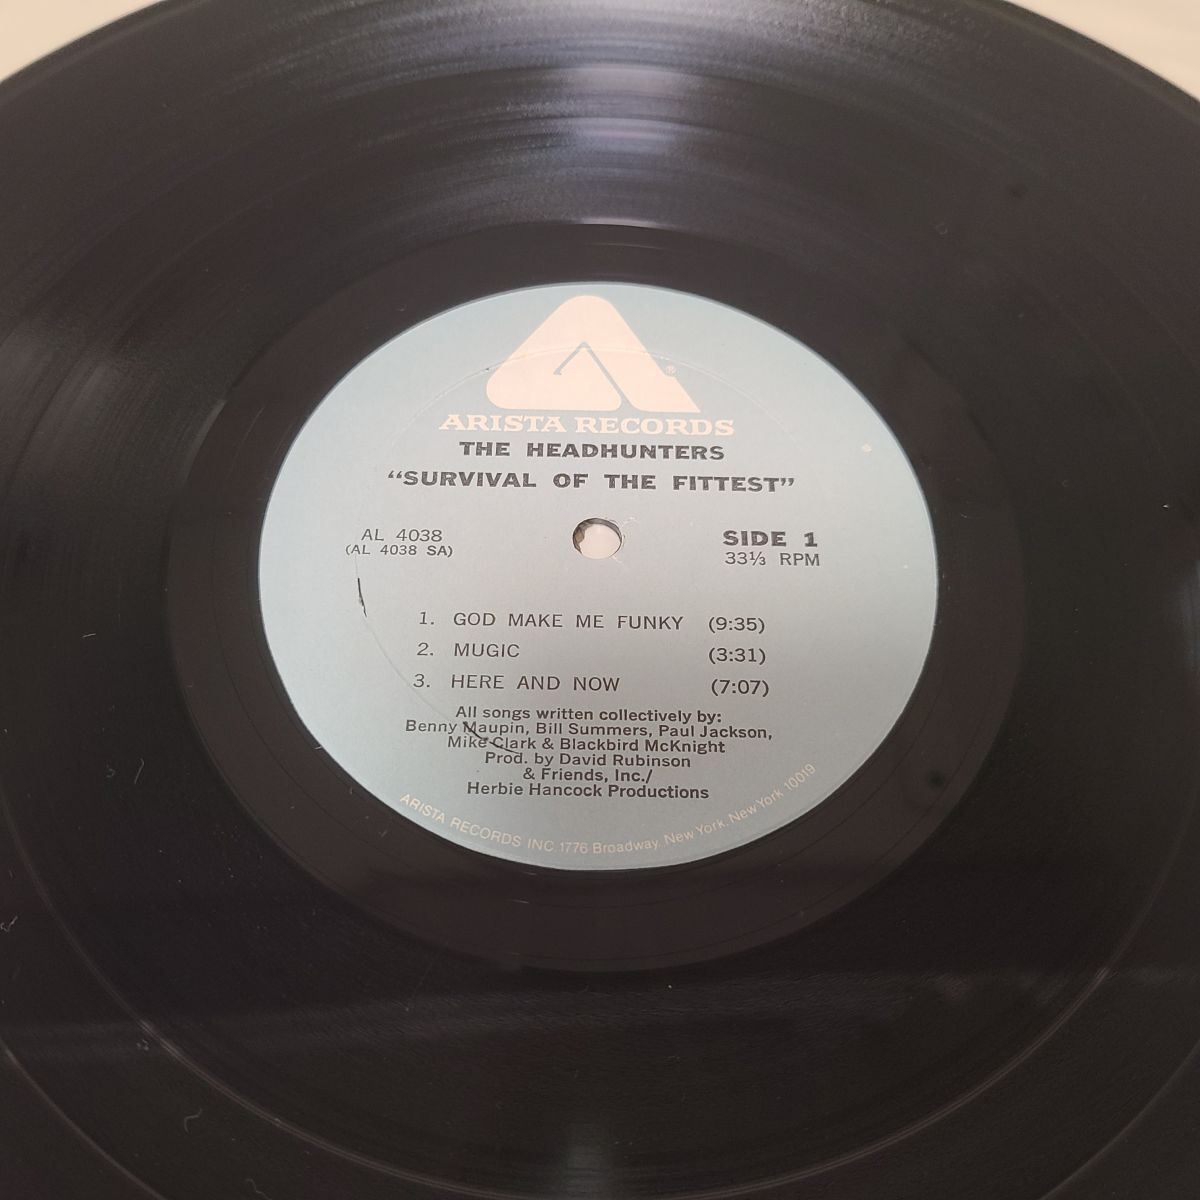 ®
ARISTA RECORDS
THE HEADHUNTERS
“SURVIVAL OF THE FITTEST”
AL 4038
(AL 4038 SA)
SIDE 1
33⅓ RPM
1. GOD MAKE ME FUNKY (9:35)
2. MUGIC (3:31)
3. HERE AND NOW (7:07)
All songs written collectively by:
Benny Maupin, Bill Summers, Paul Jackson,
Mike Clark & Blackbird McKnight
Prod. by David Rubinson
& Friends, Inc./
Herbie Hancock Productions
ARISTA RECORDS INC 1776 Broadway, New York, New York 10019